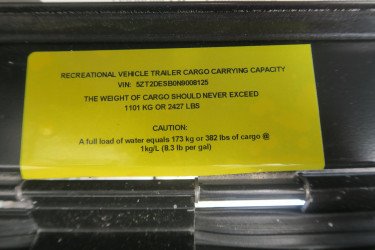 RECREATIONAL VEHICLE TRAILER CARGO CARRYING CAPACITY
VIN: 5ZT2DESB0N9008125
THE WEIGHT OF CARGO SHOULD NEVER EXCEED
1101 KG OR 2427 LBS
CAUTION:
A full load of water equals 173 kg or 382 lbs of cargo @
1kg/L (8.3 lb per gal)